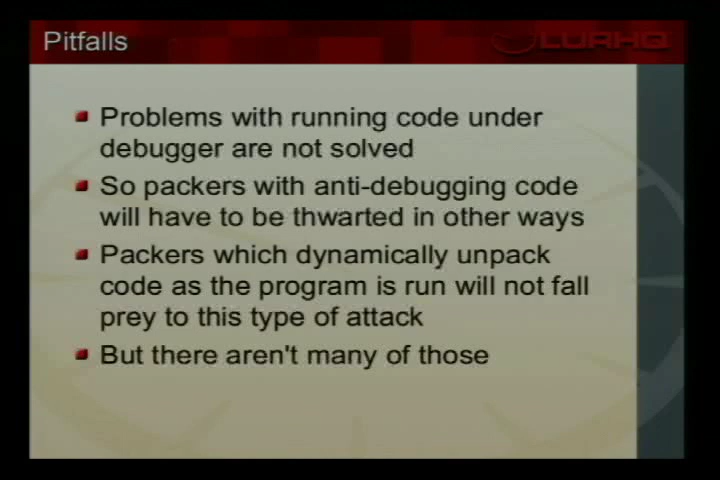 Pitfalls
LURHQ
Problems with running code under
debugger are not solved
So packers with anti-debugging code
will have to be thwarted in other ways
Packers which dynamically unpack
code as the program is run will not fall
prey to this type of attack
But there aren't many of those